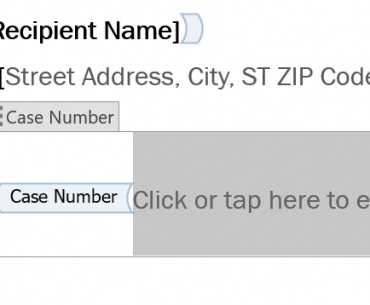 Recipient Name]
[Street Address, City, ST ZIP Code
Case Number
Case Number Click or tap here to e